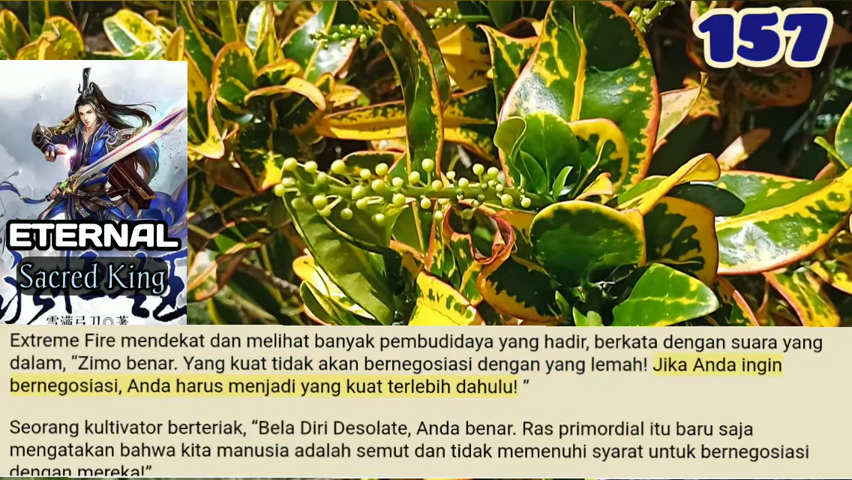 157
ETERNAL
Sacred King
雪满弓刀◎著
Extreme Fire mendekat dan melihat banyak pembudidaya yang hadir, berkata dengan suara yang
dalam, “Zimo benar. Yang kuat tidak akan bernegosiasi dengan yang lemah! Jika Anda ingin
bernegosiasi, Anda harus menjadi yang kuat terlebih dahulu! ”
Seorang kultivator berteriak, “Bela Diri Desolate, Anda benar. Ras primordial itu baru saja
mengatakan bahwa kita manusia adalah semut dan tidak memenuhi syarat untuk bernegosiasi
dengan mereka!”